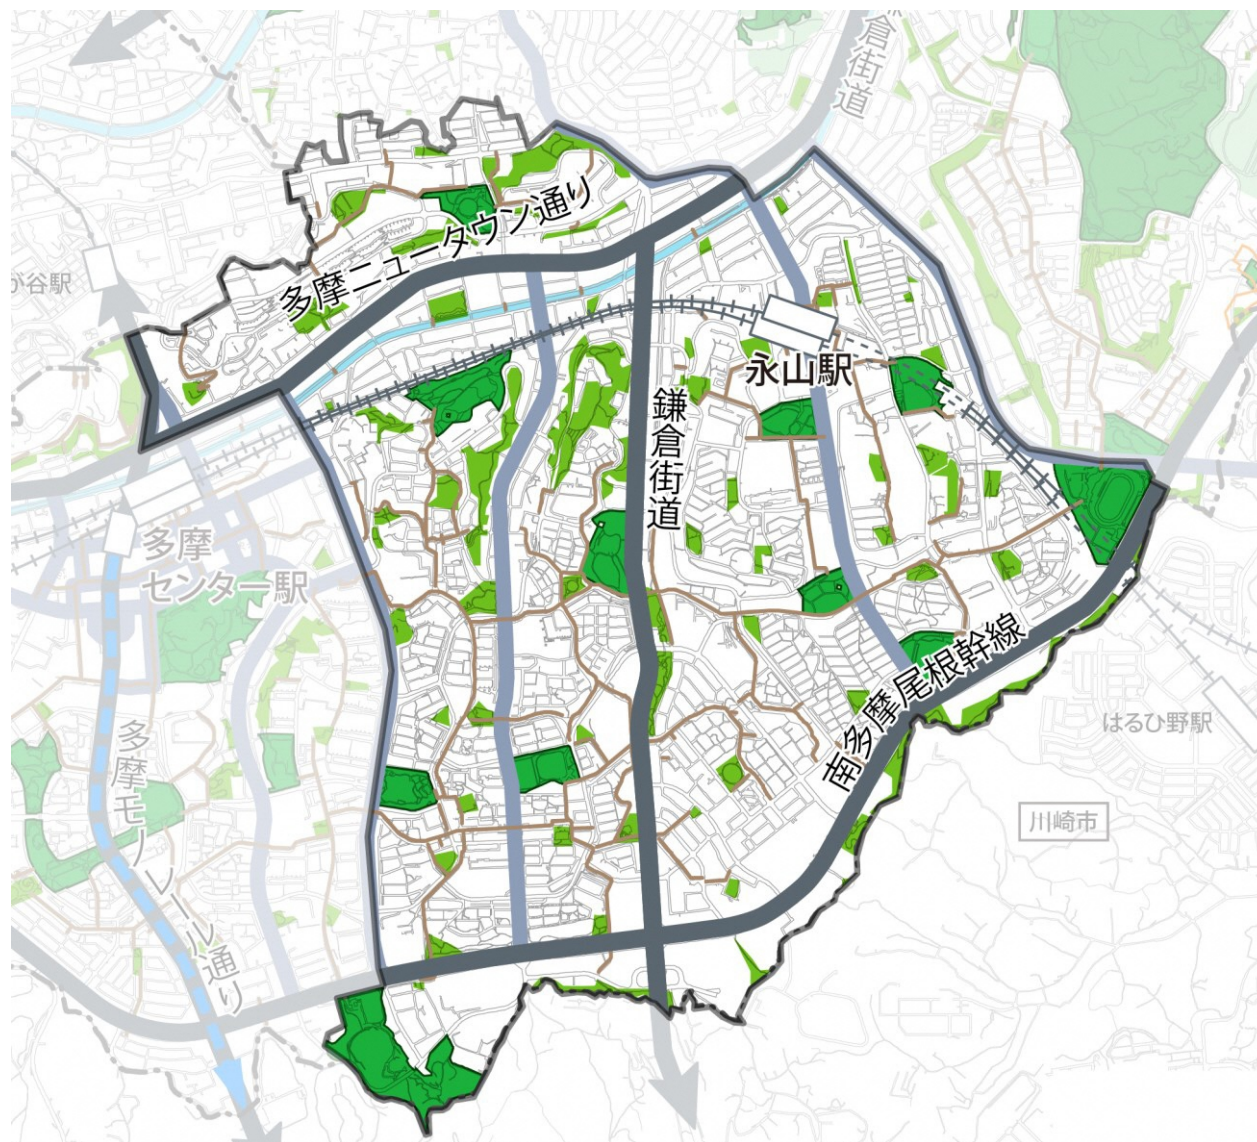 倉街道
多摩ニュータウン通り
が谷駅
永山駅
鎌倉街道
多摩
センター駅
南多摩尾根幹線
はるひ野駅
多摩モノレール通り
川崎市